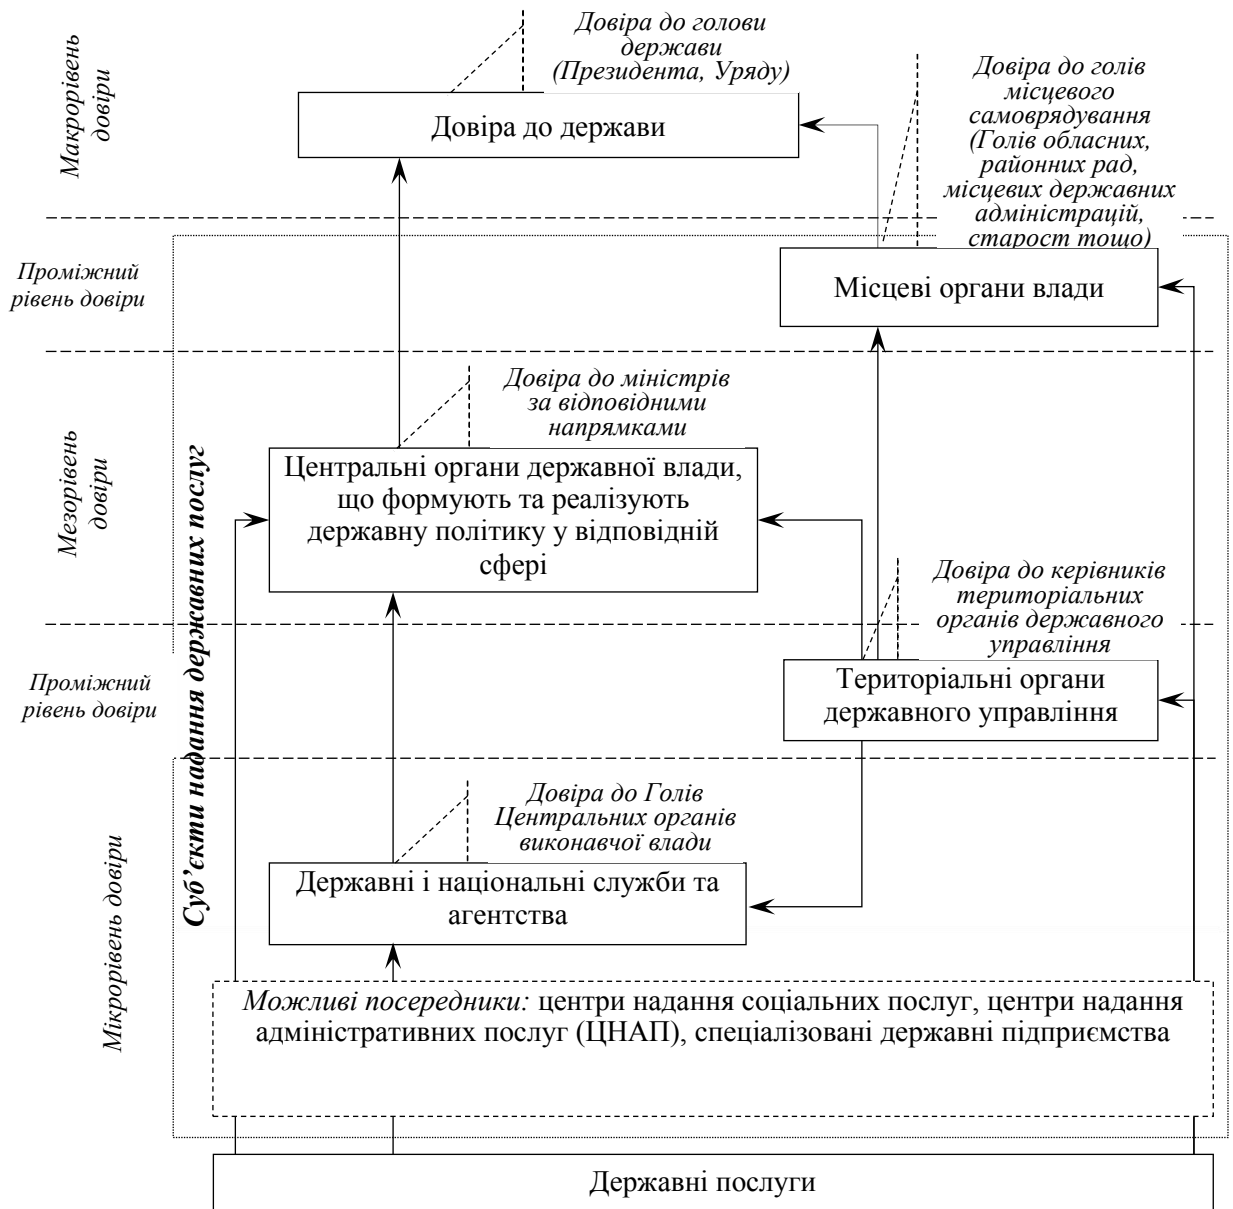 Макрорівень
довіри
Довіра до голови
держави
(Президента, Уряду)
Довіра до держави
Довіра до голів
місцевого
самоврядування
(Голів обласних,
районних рад,
місцевих державних
адміністрацій,
старост тощо)
Проміжний
рівень довіри
Місцеві органи влади
Мезорівень
довіри
Суб’єкти надання державних послуг
Довіра до міністрів
за відповідними
напрямками
Центральні органи державної влади,
що формують та реалізують
державну політику у відповідній
сфері
Довіра до керівників
територіальних
органів державного
управління
Проміжний
рівень довіри
Територіальні органи
державного управління
Мікрорівень довіри
Довіра до Голів
Центральних органів
виконавчої влади
Державні і національні служби та
агентства
Можливі посередники: центри надання соціальних послуг, центри надання
адміністративних послуг (ЦНАП), спеціалізовані державні підприємства
Державні послуги